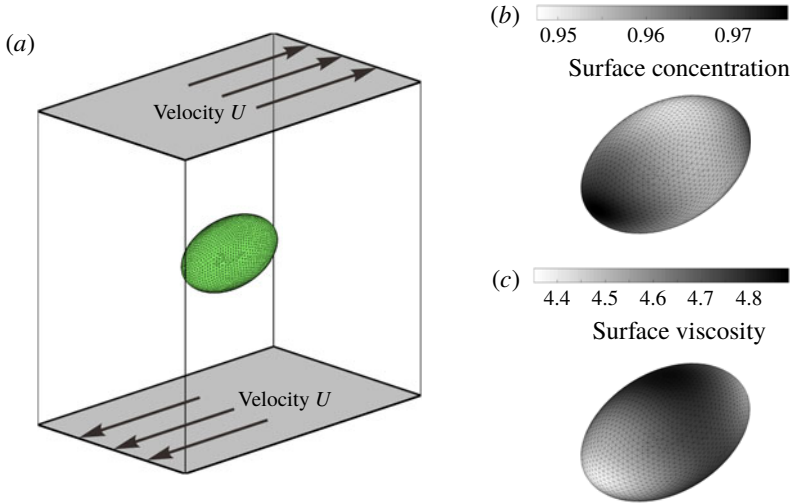 (a)
Velocity U
Velocity U
(b)
0.95 0.96 0.97
Surface concentration
(c)
4.4 4.5 4.6 4.7 4.8
Surface viscosity